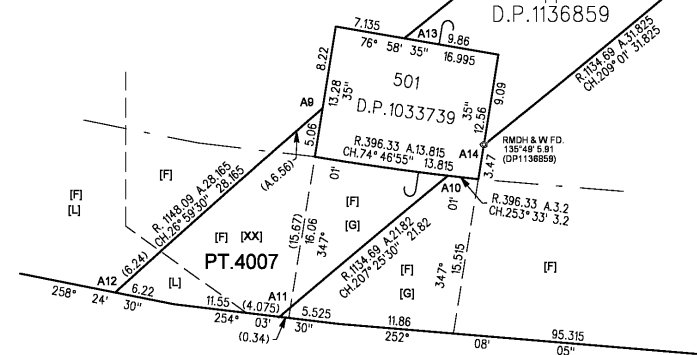 D.P.1136859
7.135
A13
9.86
76° 58' 35"
16.995
R.1134.69 A.31.825
CH.209° 01' 31.825
8.22
501
13.28
35"
D.P.1033739
35"
12.56
9.09
A9
5.06
R.396.33 A.13.815
CH.74° 46'55" 13.815
A14
RMDH & W FD.
135°49' 5.91
(DP1136859)
3.47
(A.6.56)
01"
A10
01'
R.396.33 A.3.2
CH.253° 33' 3.2
[F]
[L]
[F]
R. 1148.09 A.28.165
CH.26° 59'30" 28.165
[F]
[G]
[F] [XX]
(15.67)
16.06
347°
PT.4007
R.1134.69 A.21.82
CH.207° 25'30" 21.82
[F]
[G]
347°
15.515
[F]
(6.24)
A12
[L]
6.22
258° 24' 30"
11.55
(4.075)
A11
5.525
254° 03' 30"
(0.34)
11.86
252° 08' 05"
95.315